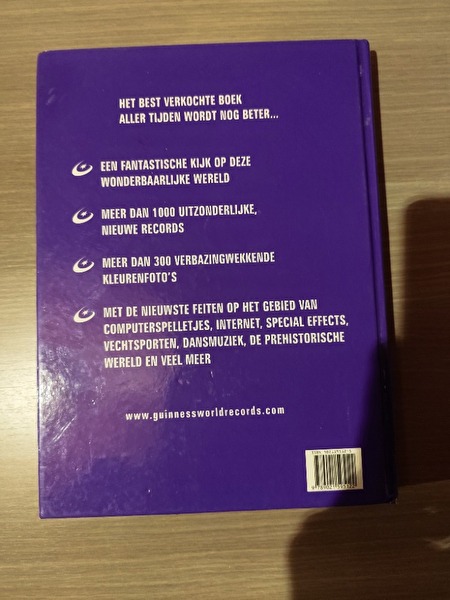 HET BEST VERKOCHTE BOEK
ALLER TIJDEN WORDT NOG BETER...
EEN FANTASTISCHE KIJK OP DEZE
WONDERBAARLIJKE WERELD
MEER DAN 1000 UITZONDERLIJKE,
NIEUWE RECORDS
MEER DAN 300 VERBAZINGWEKKENDE
KLEURENFOTO'S
MET DE NIEUWSTE FEITEN OP HET GEBIED VAN
COMPUTERSPELLETJES, INTERNET, SPECIAL EFFECTS,
VECHTSPORTEN, DANSMUZIEK, DE PREHISTORISCHE
WERELD EN VEEL MEER
www.guinnessworldrecords.com